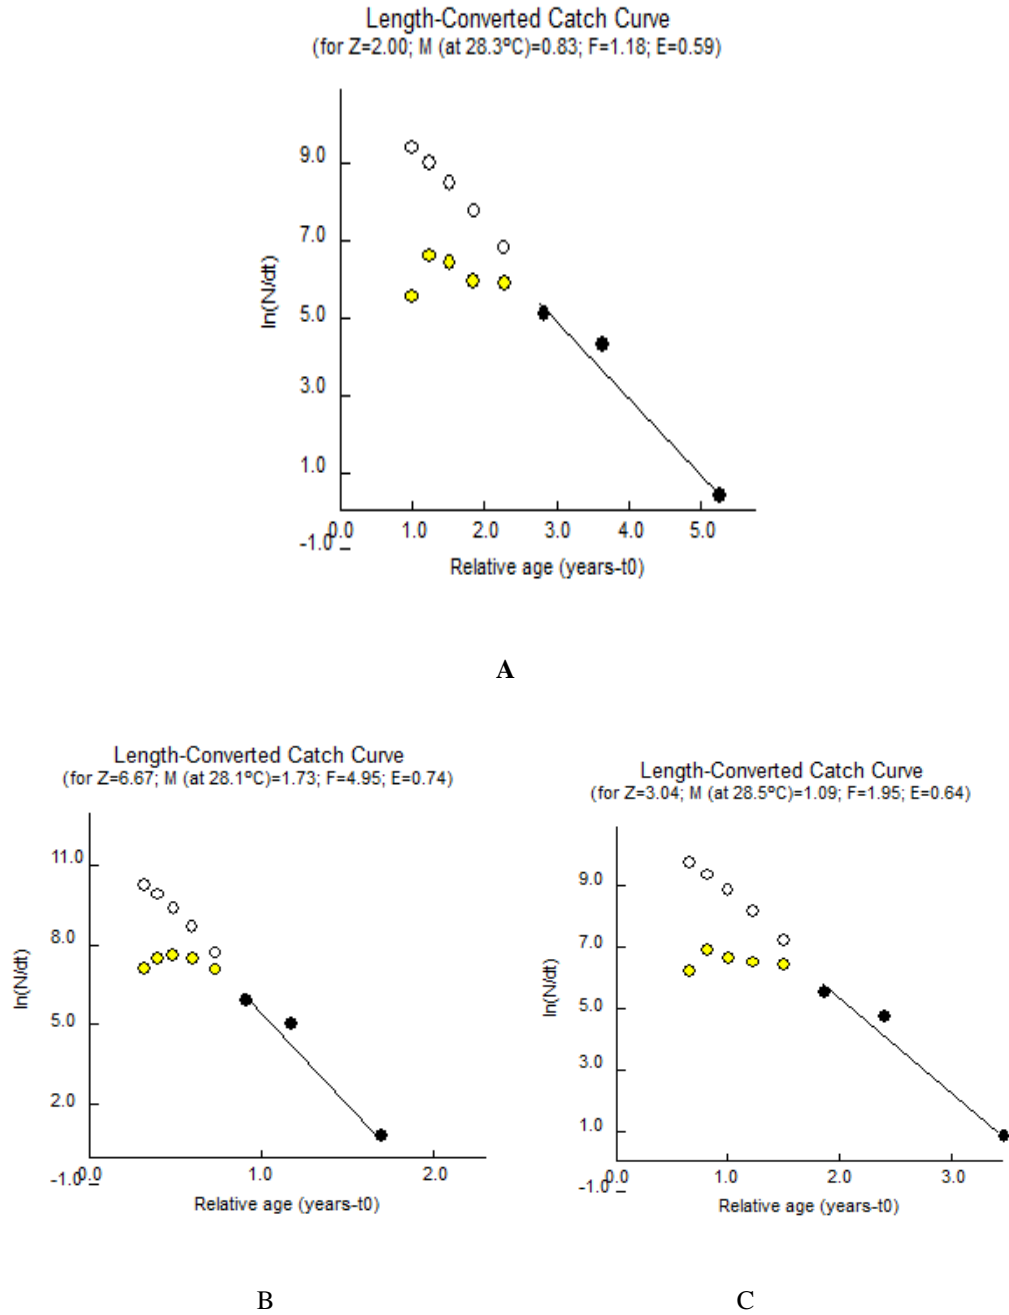 Length-Converted Catch Curve
(for Z=2.00; M (at 28.3ºC)=0.83; F=1.18; E=0.59)
9.0
7.0
5.0
3.0
1.0
-1.0
ln(N/dt)
0.0 1.0 2.0 3.0 4.0 5.0
Relative age (years-t0)
A
Length-Converted Catch Curve
(for Z=6.67; M (at 28.1ºC)=1.73; F=4.95; E=0.74)
11.0
8.0
5.0
2.0
-1.0
ln(N/dt)
0.0 1.0 2.0
Relative age (years-t0)
B
Length-Converted Catch Curve
(for Z=3.04; M (at 28.5ºC)=1.09; F=1.95; E=0.64)
9.0
7.0
5.0
3.0
1.0
-1.0
ln(N/dt)
0.0 1.0 2.0 3.0
Relative age (years-t0)
C